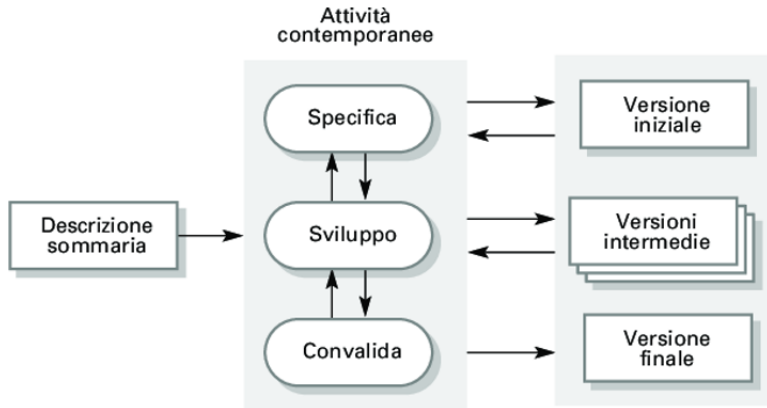 Attività
contemporanee
Specifica
Versione
iniziale
Descrizione
sommaria
Sviluppo
Versioni
intermedie
Convalida
Versione
finale